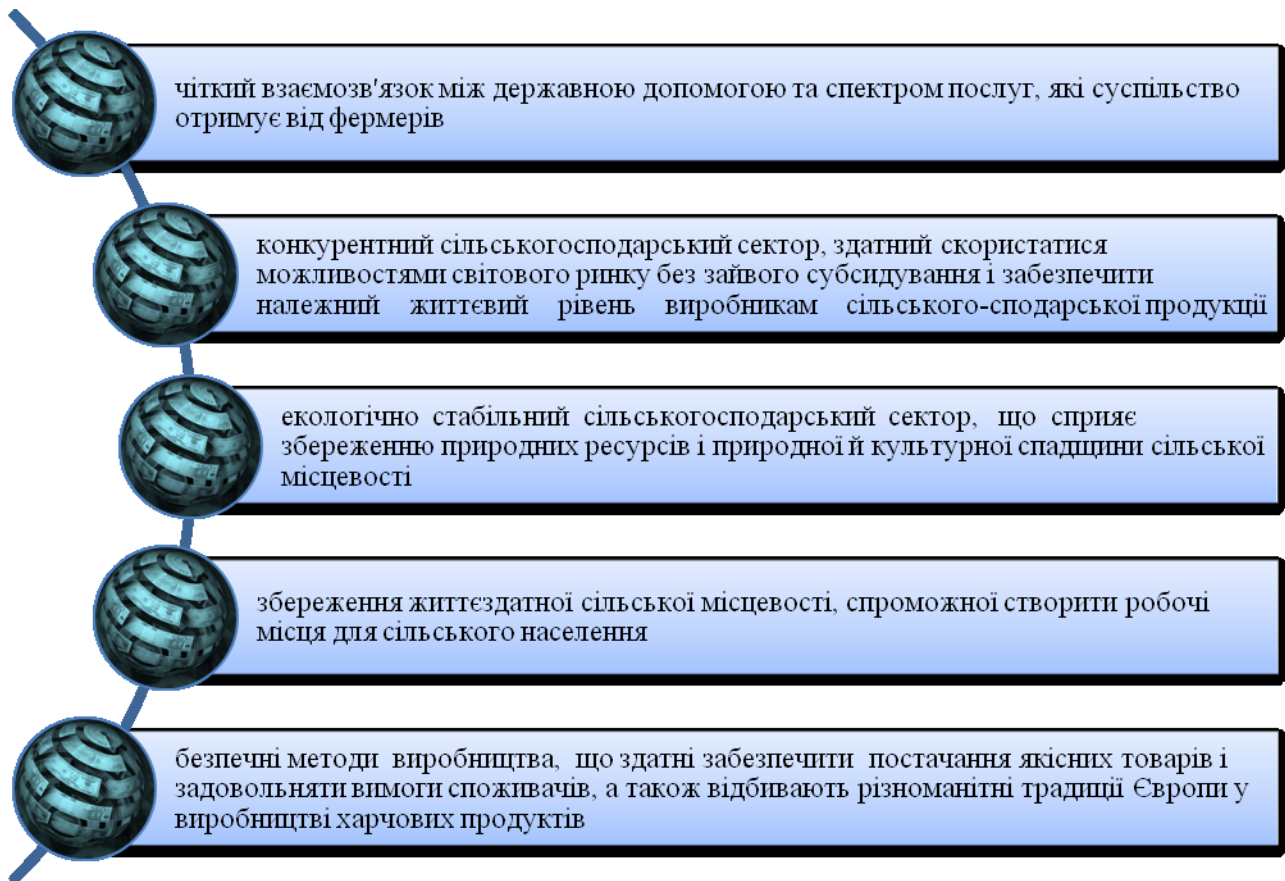 чіткий взаємозв'язок між державною допомогою та спектром послуг, які суспільство
отримує від фермерів
конкурентний сільськогосподарський сектор, здатний скористатися
можливостями світового ринку без зайвого субсидування і забезпечити
належний життєвий рівень виробникам сільського-сподарської продукції
екологічно стабільний сільськогосподарський сектор, що сприяє
збереженню природних ресурсів і природної й культурної спадщини сільської
місцевості
збереження життєздатної сільської місцевості, спроможної створити робочі
місця для сільського населення
безпечні методи виробництва, що здатні забезпечити постачання якісних товарів і
задовольняти вимоги споживачів, а також відбивають різноманітні традиції Європи у
виробництві харчових продуктів